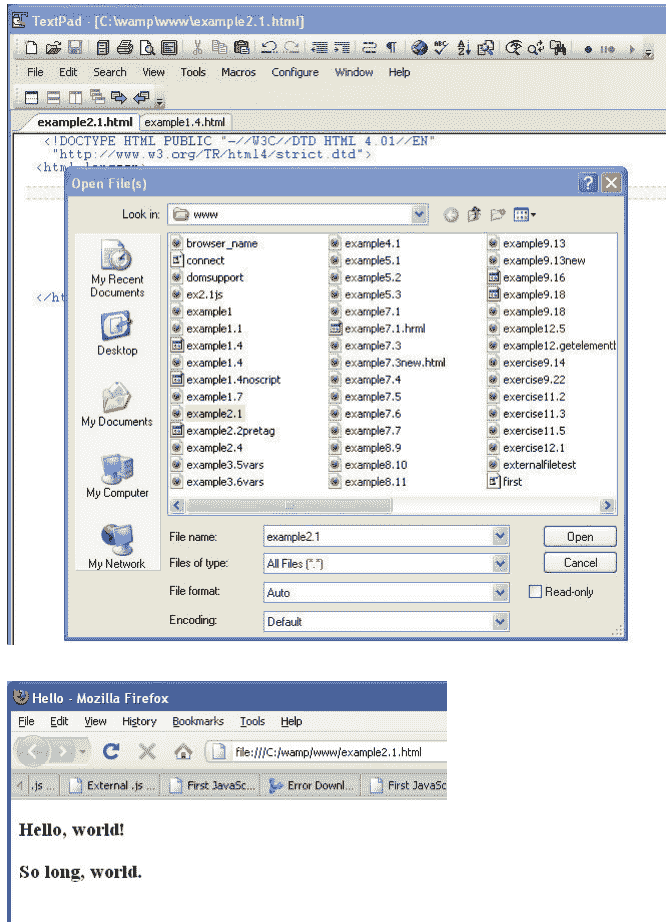 TextPad - [C:\wamp\www\example2.1.html]
File Edit Search View Tools Macros Configure Window Help
example2.1.html example1.4.html
<!DOCTYPE HTML PUBLIC "-//W3C//DTD HTML 4.01//EN"
"http://www.w3.org/TR/html4/strict.dtd">
Open File(s)
Look in: www
browser_name example4.1 example9.13
connect example5.1 example9.13new
domsupport example5.2 example9.16
ex2.1js example5.3 example9.18
example1 example7.1 example9.18
example1.1 example7.1.hrml example12.5
example1.4 example7.3 example12.getelementt
example1.4 example7.3new.html exercise9.14
example1.4noscript example7.4 exercise9.22
example1.7 example7.5 exercise11.2
example2.1 example7.6 exercise11.3
example2.2pretag example7.7 exercise11.5
example2.4 example8.9 exercise12.1
example3.5vars example8.10 externalfiletest
example3.6vars example8.11 first
My Recent
Documents
Desktop
My Documents
My Computer
My Network
</ht
File name: example2.1 Open
Files of type: All Files (*.*) Cancel
File format: Auto Read-only
Encoding: Default
Hello - Mozilla Firefox
File Edit View History Bookmarks Tools Help
file:///C:/wamp/www/example2.1.html
.js ... External .js ... First JavaSc... Error Downl... First JavaSc
Hello, world!
So long, world.